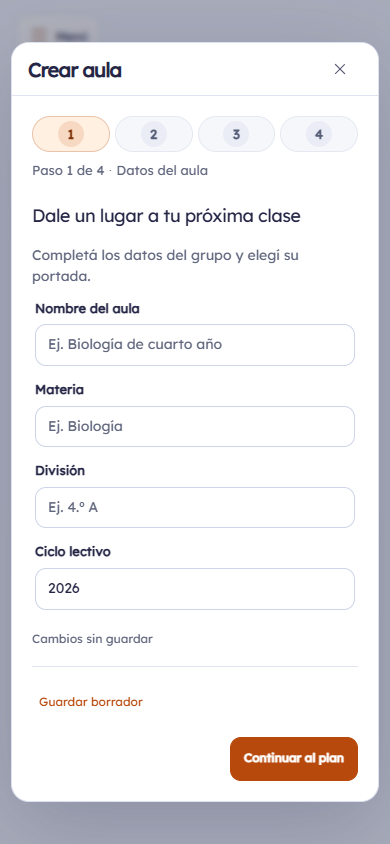 Menú
Crear aula
1
2
3
4
Paso 1 de 4 · Datos del aula
Dale un lugar a tu próxima clase
Completá los datos del grupo y elegí su
portada.
Nombre del aula
Ej. Biología de cuarto año
Materia
Ej. Biología
División
Ej. 4.º A
Ciclo lectivo
2026
Cambios sin guardar
Guardar borrador
Continuar al plan